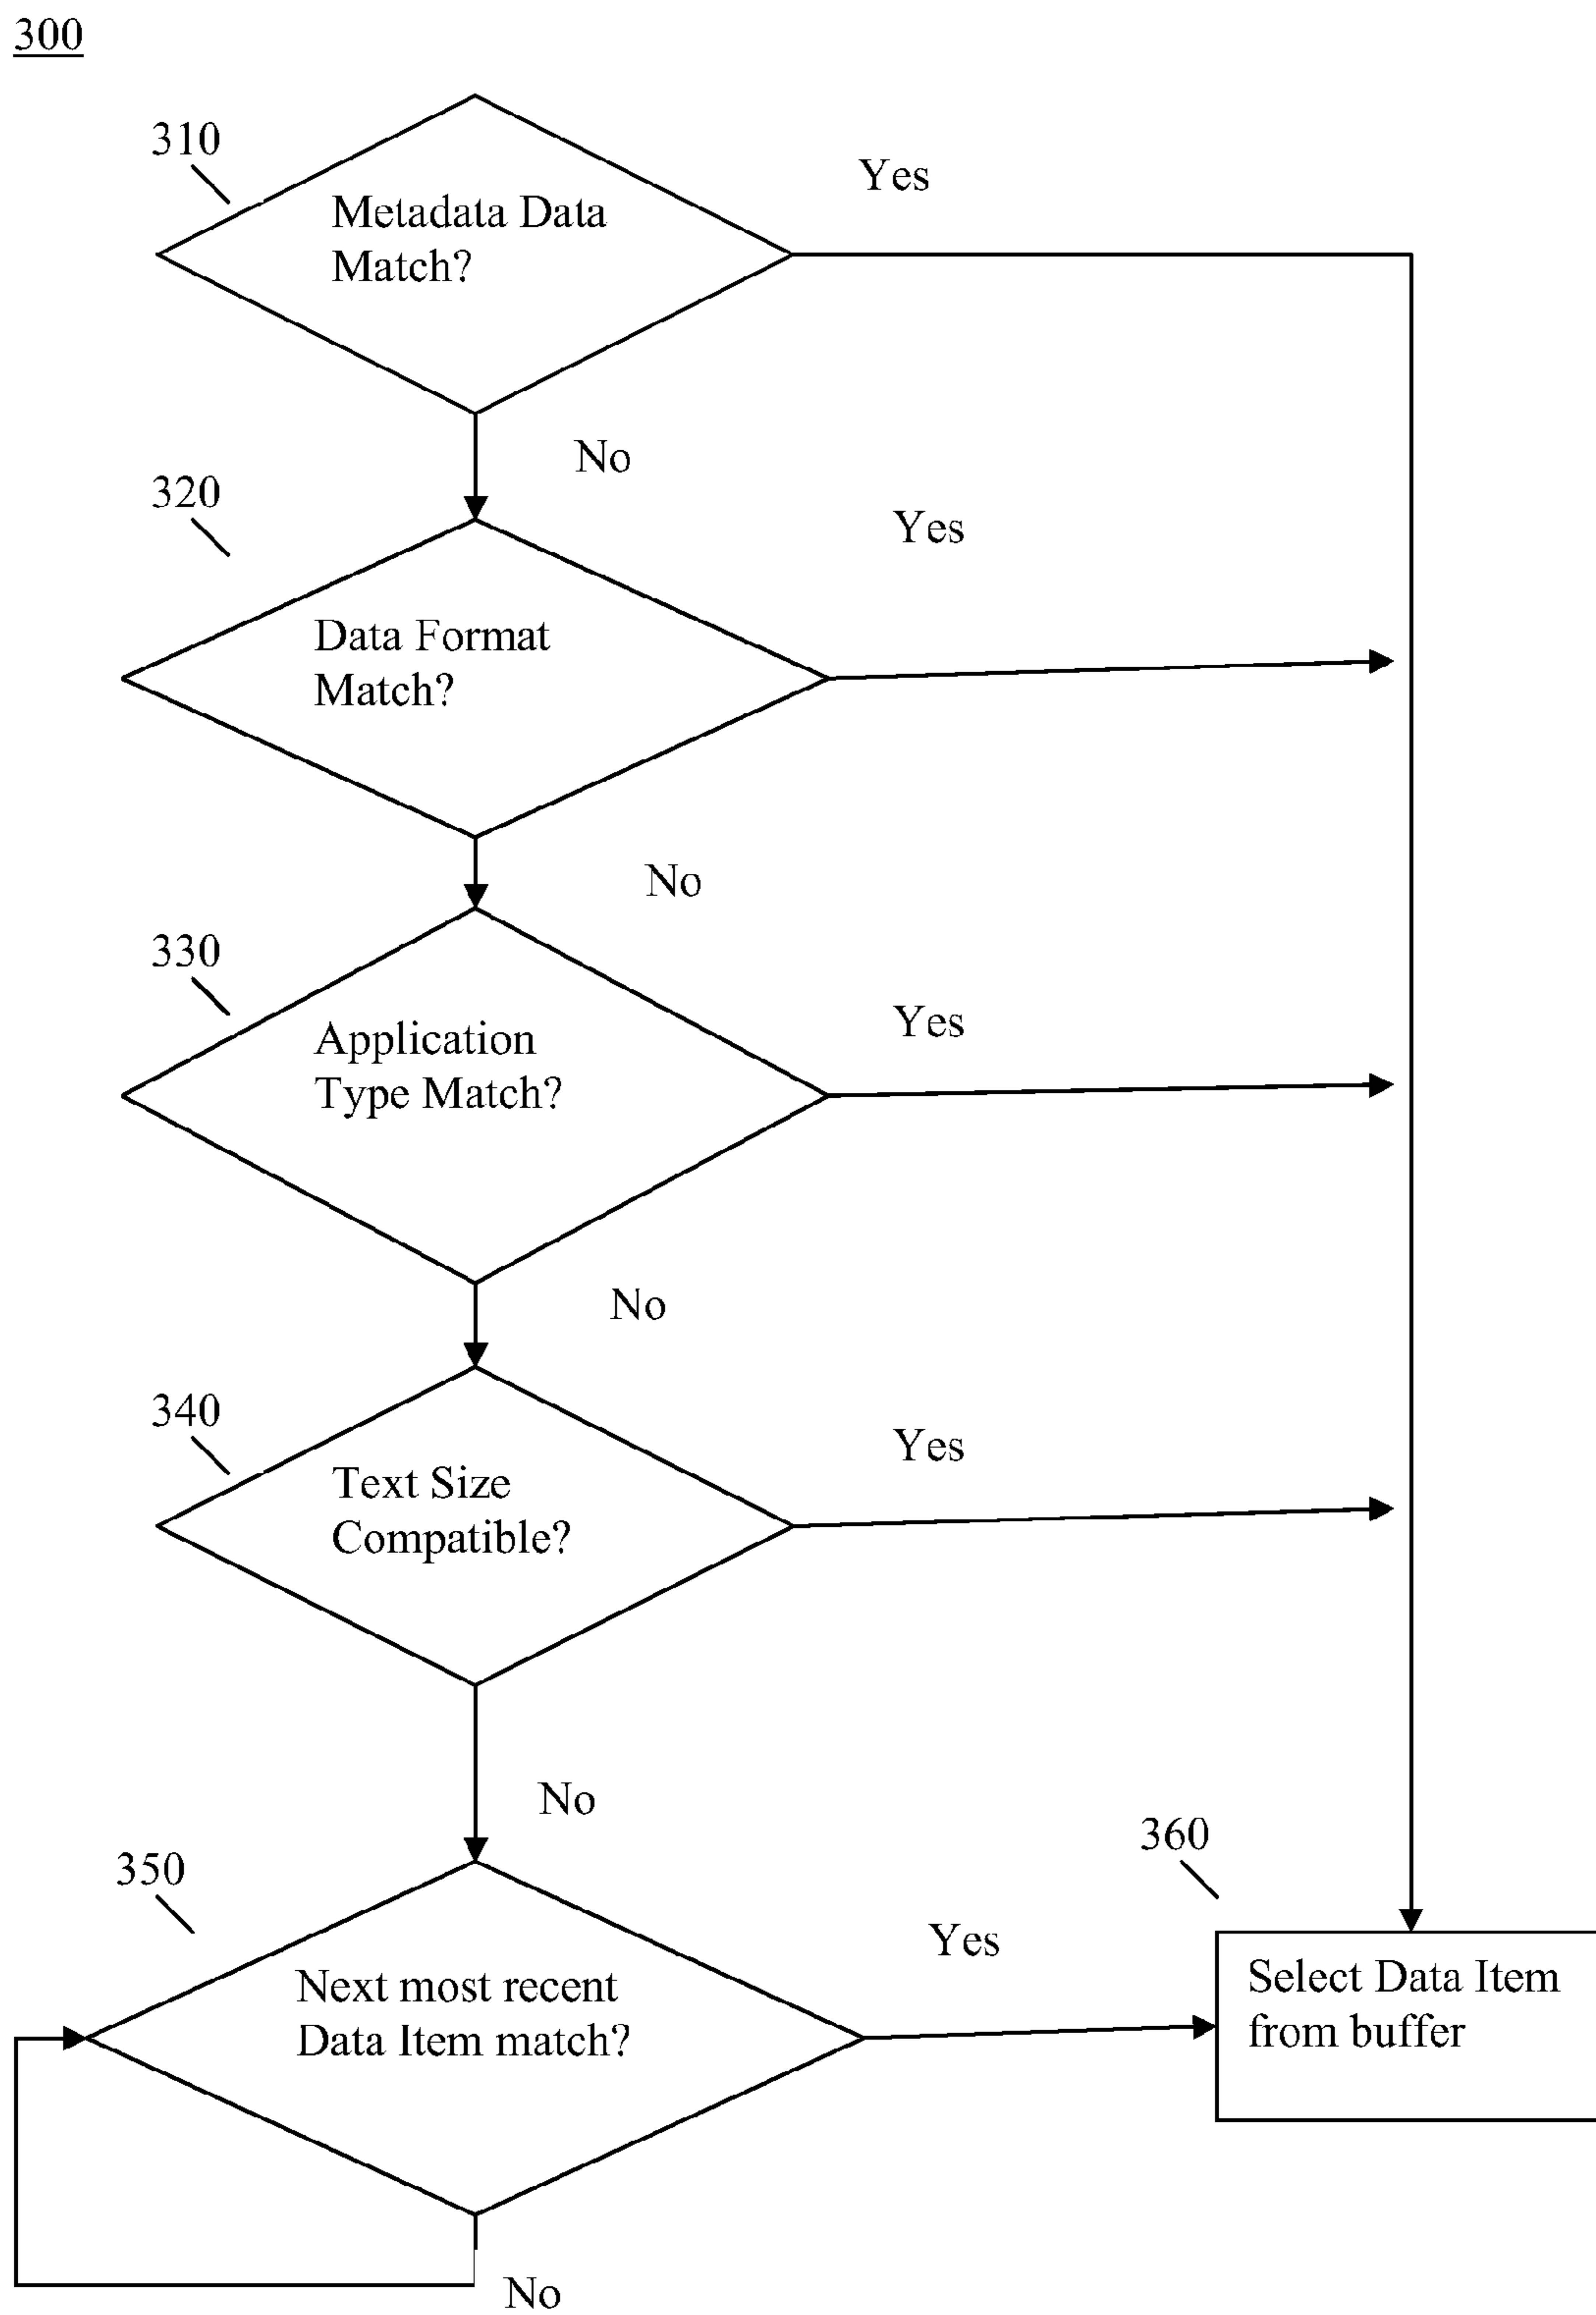 300
310
Yes
Metadata Data
Match?
No
320
Yes
Data Format
Match?
No
330
Yes
Application
Type Match?
No
340
Yes
Text Size
Compatible?
No
360
350
Yes
Next most recent
Data Item match?
Select Data Item
from buffer
No